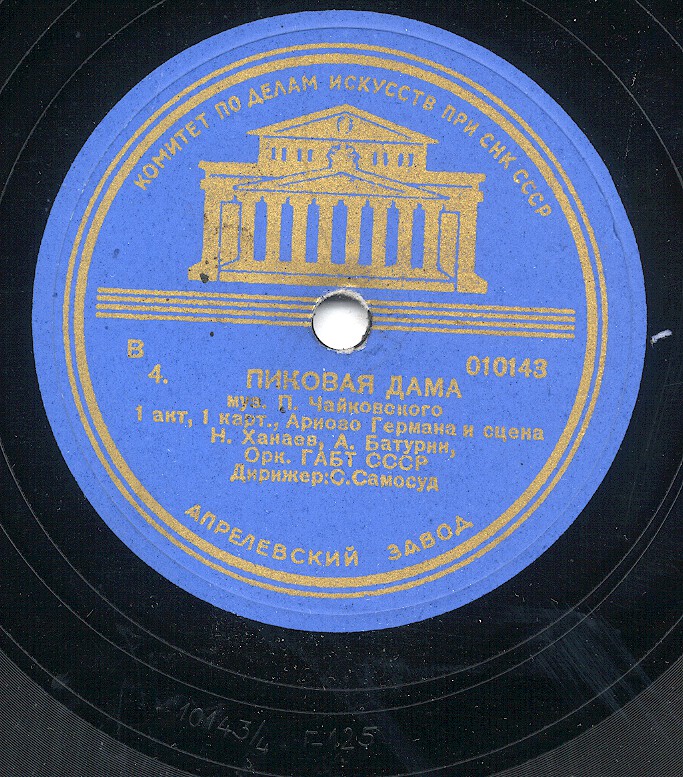 КОМИТЕТ ПО ДЕЛАМ ИСКУССТВ ПРИ СНК СССР
В
4.
010143
ПИКОВАЯ ДАМА
муз. П. Чайковского
1 акт, 1 карт., Ариозо Германа и сцена
Н. Ханаев, А. Батурин,
Орк. ГАБТ СССР
Дирижер:С.Самосуд
АПРЕЛЕВСКИЙ ЗАВОД
10143/4 Г-125